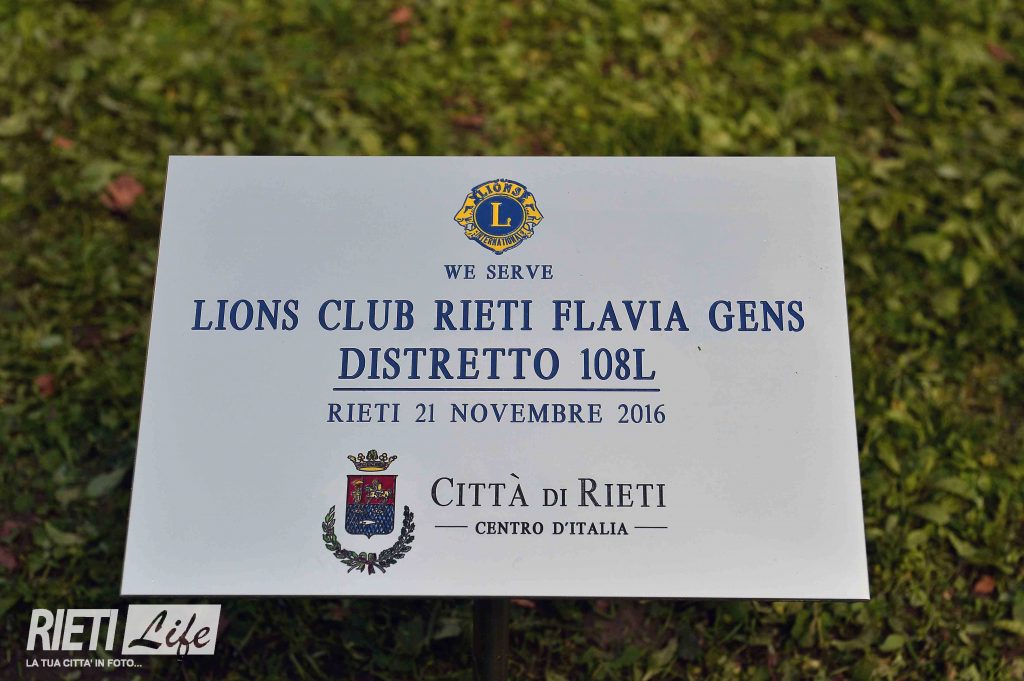 LIONS
L
INTERNATIONAL
WE SERVE
LIONS CLUB RIETI FLAVIA GENS
DISTRETTO 108L
RIETI 21 NOVEMBRE 2016
CITTÀ DI RIETI
CENTRO D'ITALIA
RIETI Life
LA TUA CITTA' IN FOTO...